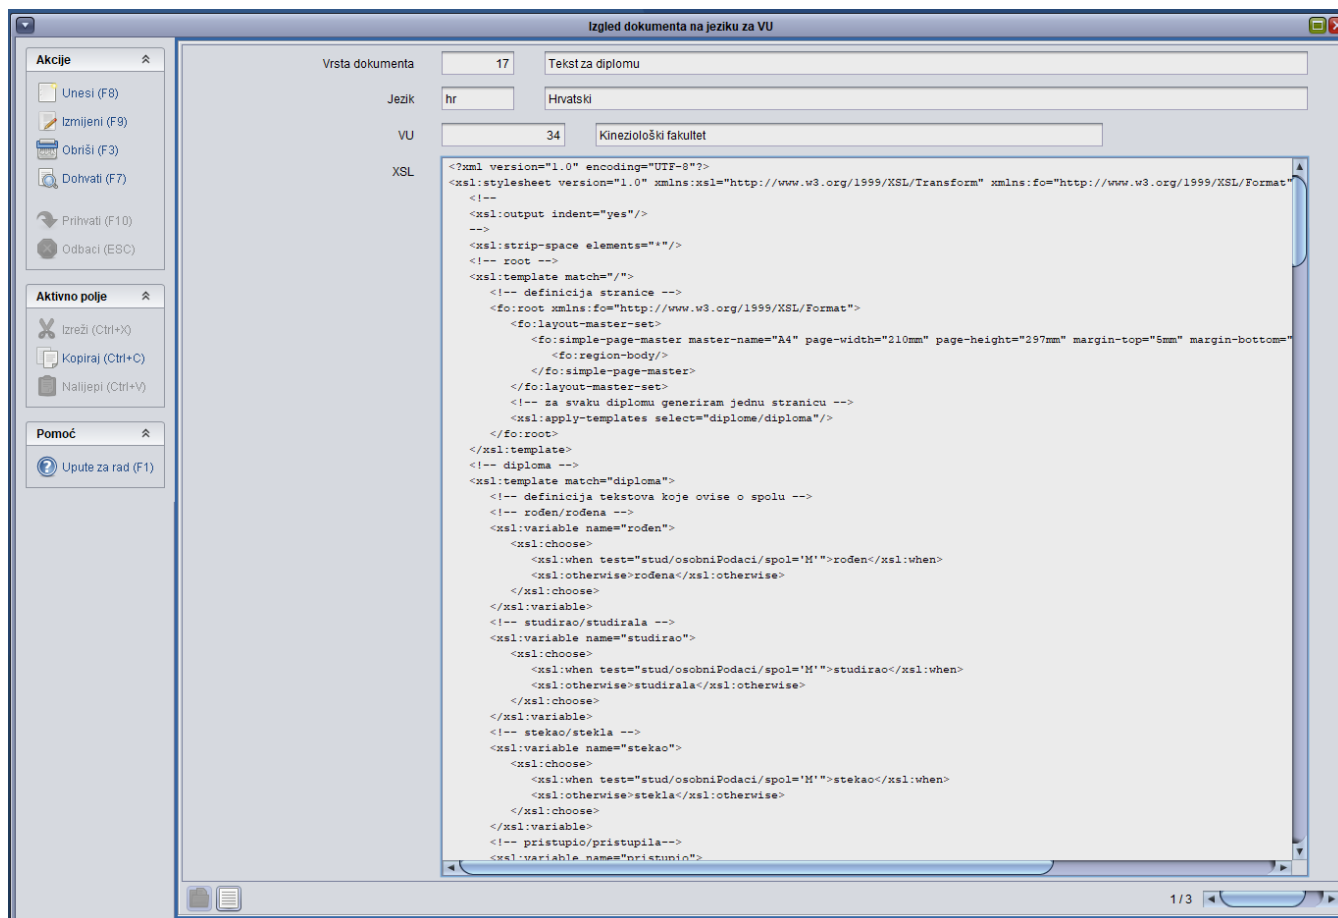 Izgled dokumenta na jeziku za VU
Akcije
Unesi (F8)
Izmijeni (F9)
Obriši (F3)
Dohvati (F7)
Prihvati (F10)
Odbaci (ESC)
Aktivno polje
Izreži (Ctrl+X)
Kopiraj (Ctrl+C)
Nalijepi (Ctrl+V)
Pomoć
Upute za rad (F1)
Vrsta dokumenta 17 Tekst za diplomu
Jezik hr Hrvatski
VU 34 Kineziološki fakultet
XSL
<?xml version="1.0" encoding="UTF-8"?>
<xsl:stylesheet version="1.0" xmlns:xsl="http://www.w3.org/1999/XSL/Transform" xmlns:fo="http://www.w3.org/1999/XSL/Format"
<!--
<xsl:output indent="yes"/>
-->
<xsl:strip-space elements="*"/>
<!-- root -->
<xsl:template match="/">
<!-- definicija stranice -->
<fo:root xmlns:fo="http://www.w3.org/1999/XSL/Format">
<fo:layout-master-set>
<fo:simple-page-master master-name="A4" page-width="210mm" page-height="297mm" margin-top="5mm" margin-bottom="
<fo:region-body/>
</fo:simple-page-master>
</fo:layout-master-set>
<!-- za svaku diplomu generiram jednu stranicu -->
<xsl:apply-templates select="diplome/diploma"/>
</fo:root>
</xsl:template>
<!-- diploma -->
<xsl:template match="diploma">
<!-- definicija tekstova koje ovise o spolu -->
<!-- rođen/rođena -->
<xsl:variable name="rođen">
<xsl:choose>
<xsl:when test="stud/osobniPodaci/spol='M'">rođen</xsl:when>
<xsl:otherwise>rođena</xsl:otherwise>
</xsl:choose>
</xsl:variable>
<!-- studirao/studirala -->
<xsl:variable name="studirao">
<xsl:choose>
<xsl:when test="stud/osobniPodaci/spol='M'">studirao</xsl:when>
<xsl:otherwise>studirala</xsl:otherwise>
</xsl:choose>
</xsl:variable>
<!-- stekao/stekla -->
<xsl:variable name="stekao">
<xsl:choose>
<xsl:when test="stud/osobniPodaci/spol='M'">stekao</xsl:when>
<xsl:otherwise>stekla</xsl:otherwise>
</xsl:choose>
</xsl:variable>
<!-- pristupio/pristupila-->
<xsl:variable name="pristupio">
1 / 3